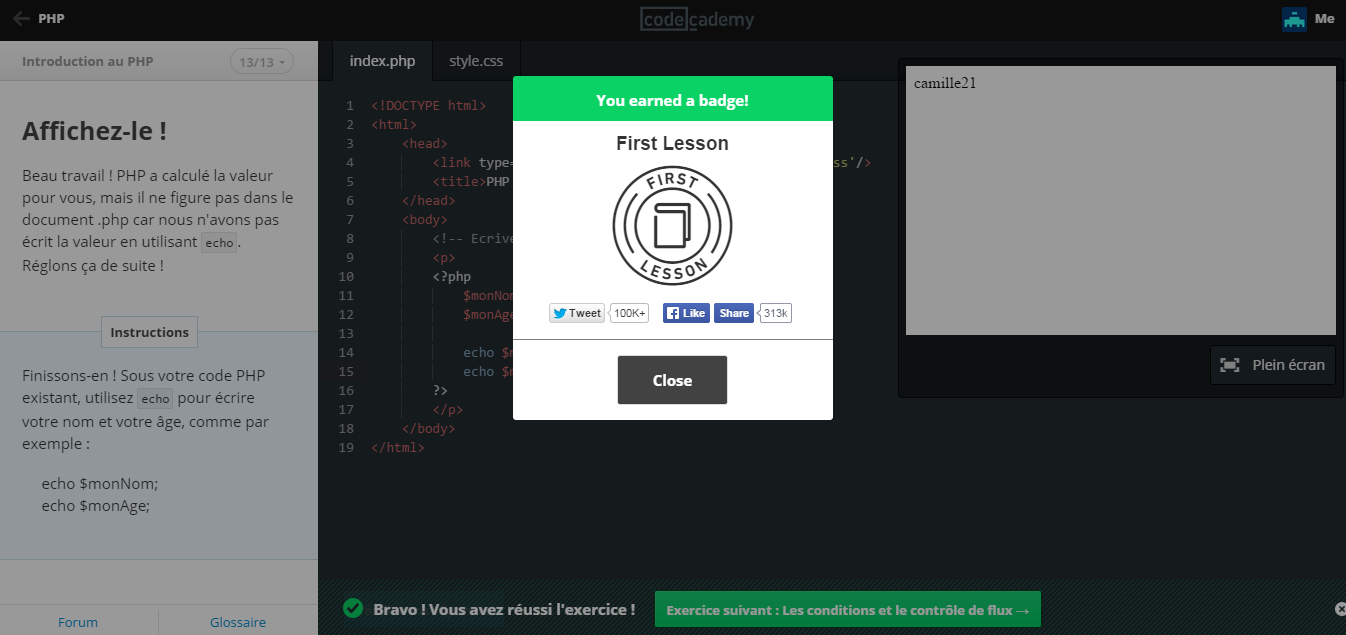 PHP
codecademy
Me
Introduction au PHP
13/13
Affichez-le !
Beau travail ! PHP a calculé la valeur
pour vous, mais il ne figure pas dans le
document .php car nous n'avons pas
écrit la valeur en utilisant echo.
Réglons ça de suite !
Instructions
Finissons-en ! Sous votre code PHP
existant, utilisez echo pour écrire
votre nom et votre âge, comme par
exemple :
echo $monNom;
echo $monAge;
Forum
Glossaire
index.php
style.css
1 <!DOCTYPE html>
2 <html>
3 <head>
4 <link type= ss'/>
5 <title>PHP
6 </head>
7 <body>
8 <!-- Ecrive
9 <p>
10 <?php
11 $monNom
12 $monAge
13
14 echo $m
15 echo $m
16 ?>
17 </p>
18 </body>
19 </html>
You earned a badge!
First Lesson
FIRST
LESSON
Tweet 100K+ Like Share 313k
Close
camille21
Plein écran
Bravo ! Vous avez réussi l'exercice !
Exercice suivant : Les conditions et le contrôle de flux →